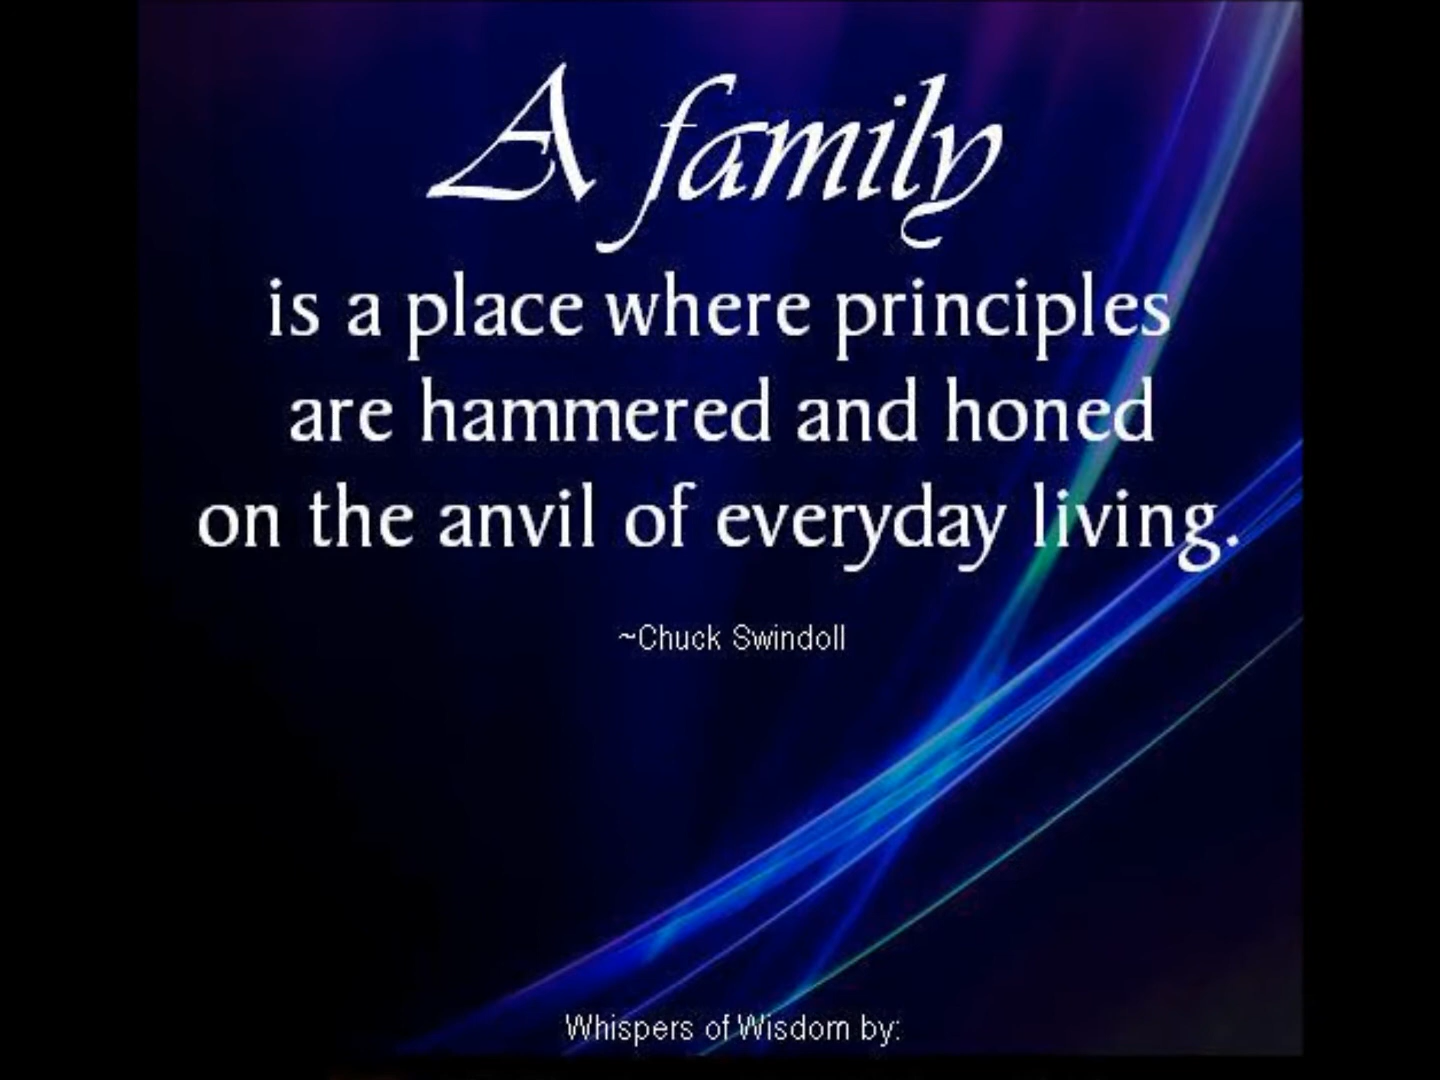 A family
is a place where principles
are hammered and honed
on the anvil of everyday living.
~Chuck Swindoll
Whispers of Wisdom by: